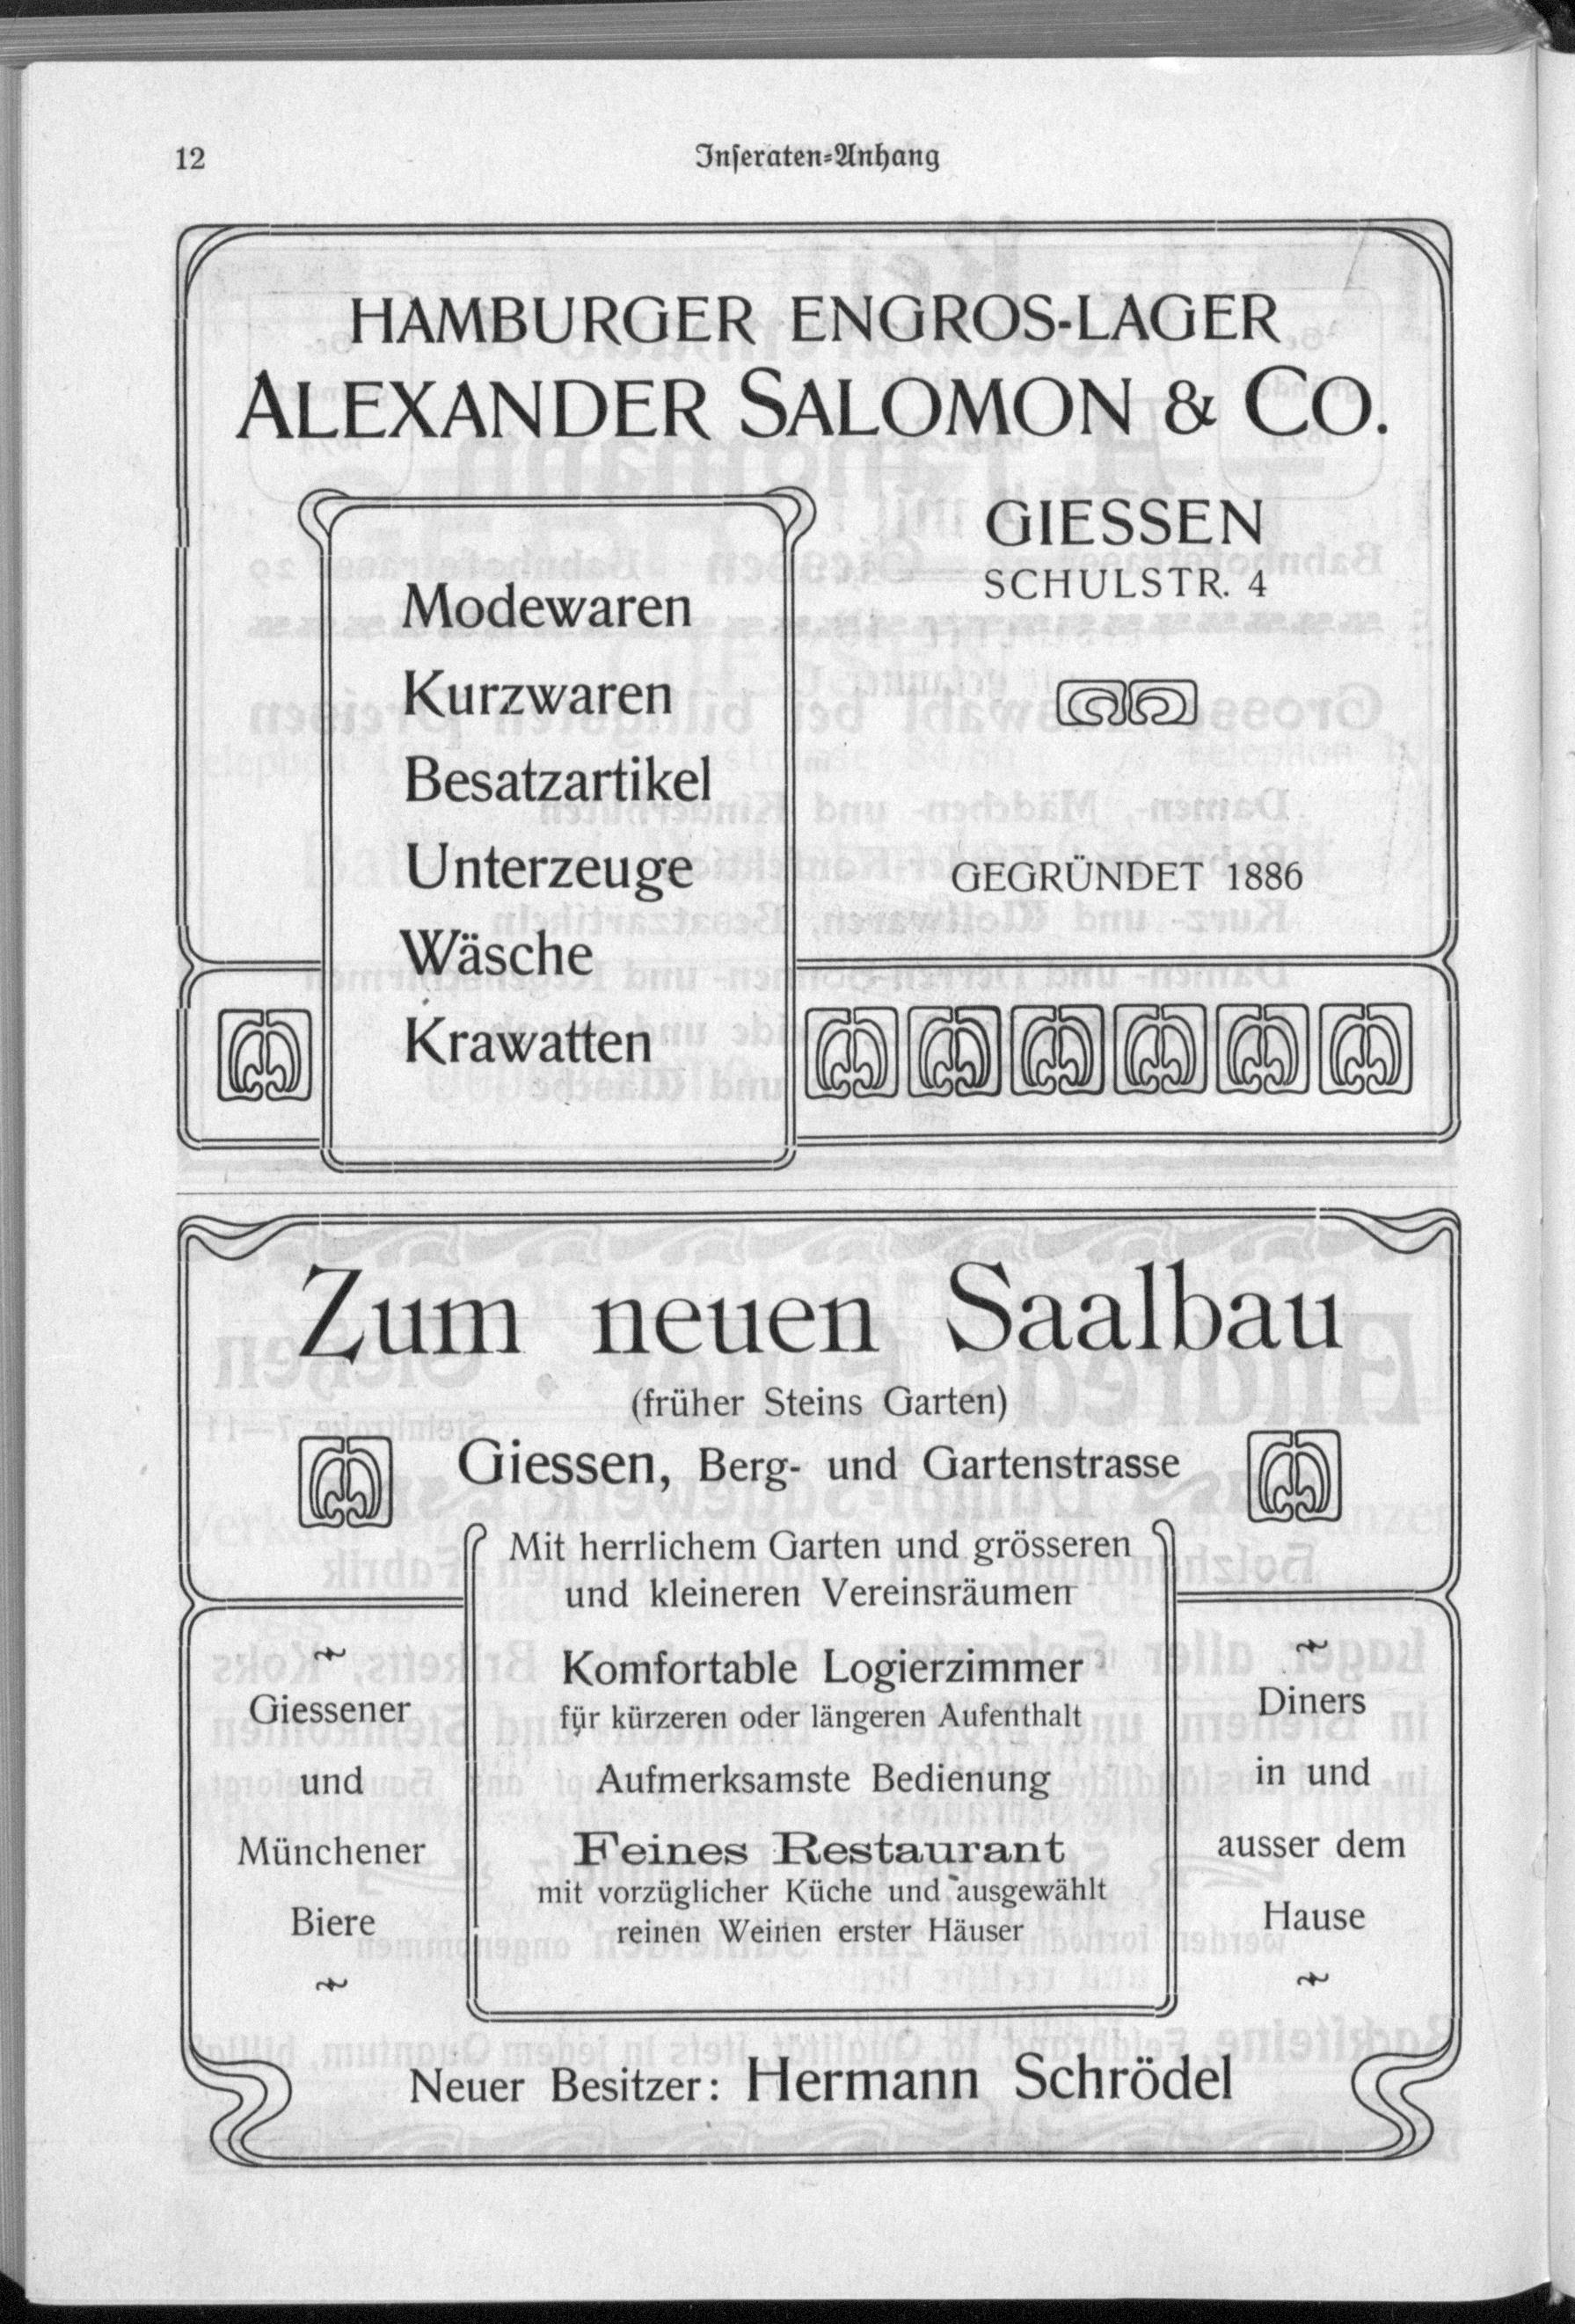 12
Inseraten-Anhang
HAMBURGER ENGROS-LAGER
ALEXANDER SALOMON & CO.
Modewaren
Kurzwaren
Besatzartikel
Unterzeuge
Wäsche
Krawatten
GIESSEN
SCHULSTR. 4
GEGRÜNDET 1886
Zum neuen Saalbau
(früher Steins Garten)
Giessen, Berg- und Gartenstrasse
Mit herrlichem Garten und grösseren
und kleineren Vereinsräumen
Komfortable Logierzimmer
für kürzeren oder längeren Aufenthalt
Aufmerksamste Bedienung
Feines Restaurant
mit vorzüglicher Küche und ausgewählt
reinen Weinen erster Häuser
Giessener
und
Münchener
Biere
Diners
in und
ausser dem
Hause
Neuer Besitzer: Hermann Schrödel